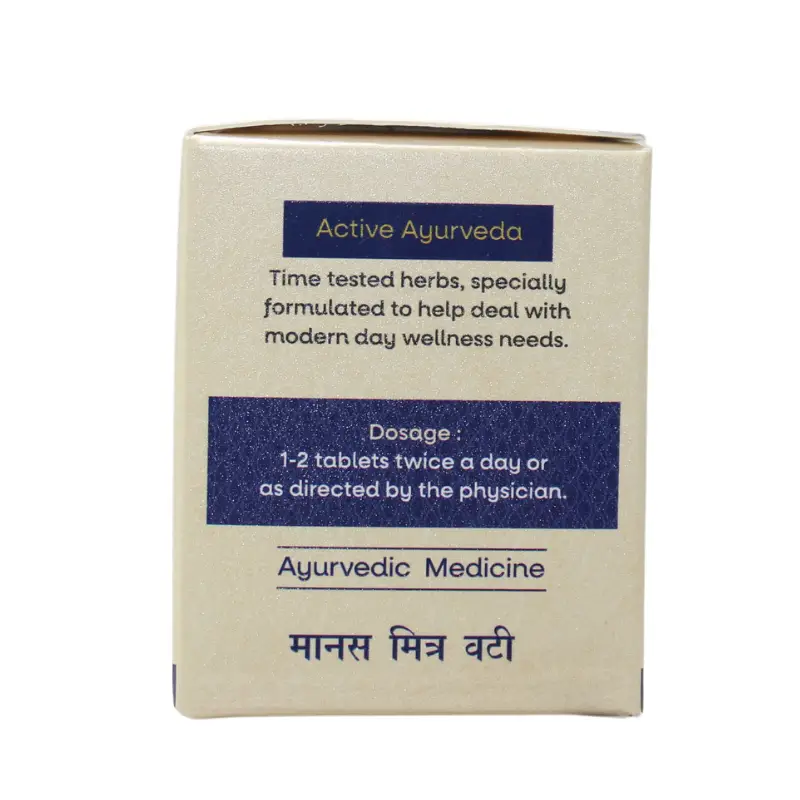 Active Ayurveda
Time tested herbs, specially
formulated to help deal with
modern day wellness needs.
Dosage :
1-2 tablets twice a day or
as directed by the physician.
Ayurvedic Medicine
मानस मित्र वटी